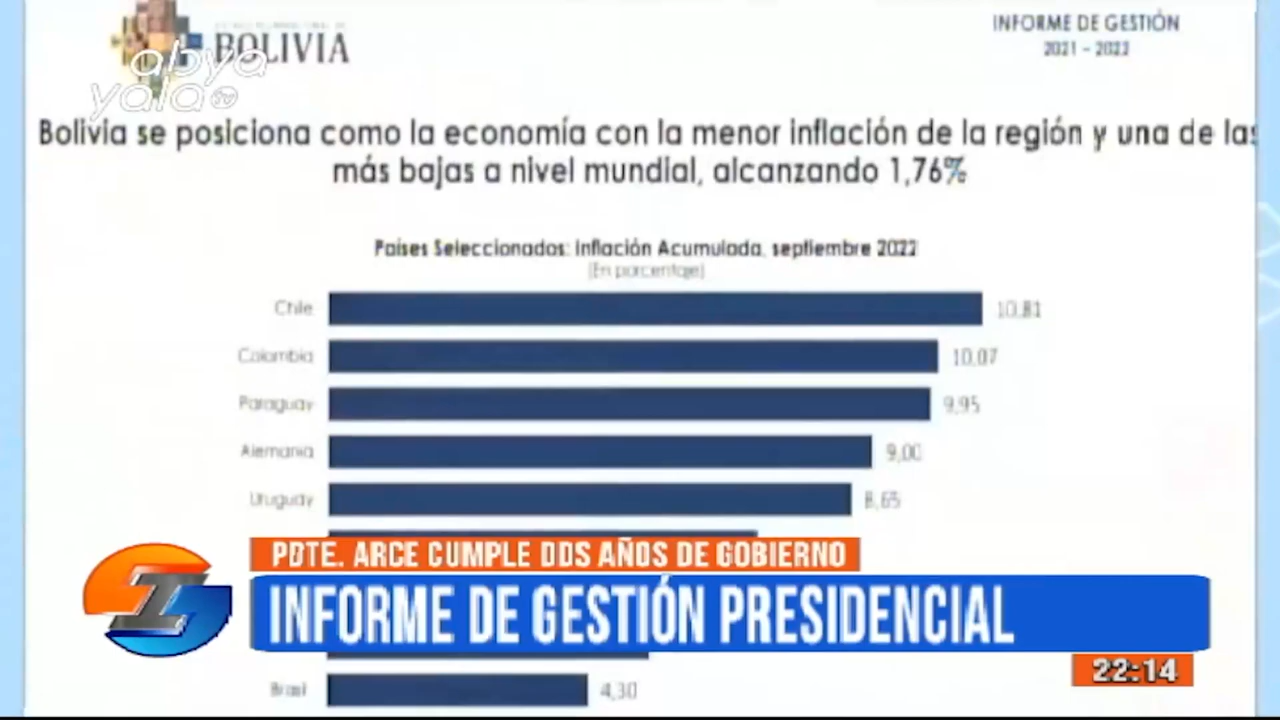 BOLIVIA
abya
yala tv
INFORME DE GESTIÓN
2021 - 2022
Bolivia se posiciona como la economía con la menor inflación de la región y una de las
más bajas a nivel mundial, alcanzando 1,76%
Países Seleccionados: Inflación Acumulada, septiembre 2022
(En porcentaje)
Chile 10,81
Colombia 10,07
Paraguay 9,95
Alemania 9,00
Uruguay 8,65
PDTE. ARCE CUMPLE DOS AÑOS DE GOBIERNO
INFORME DE GESTIÓN PRESIDENCIAL
22:14
Brasil 4,30